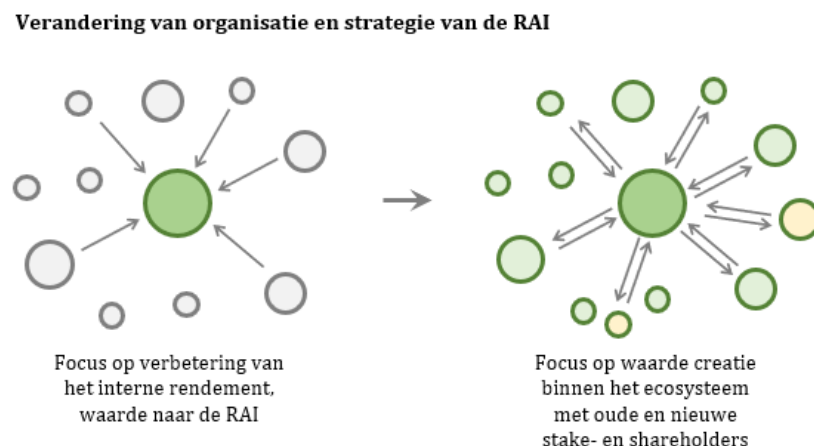 Verandering van organisatie en strategie van de RAI
Focus op verbetering van
het interne rendement,
waarde naar de RAI
Focus op waarde creatie
binnen het ecosysteem
met oude en nieuwe
stake- en shareholders